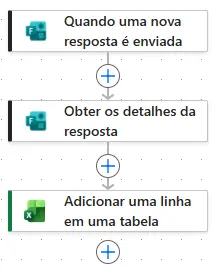 Quando uma nova
resposta é enviada
Obter os detalhes da
resposta
Adicionar uma linha
em uma tabela